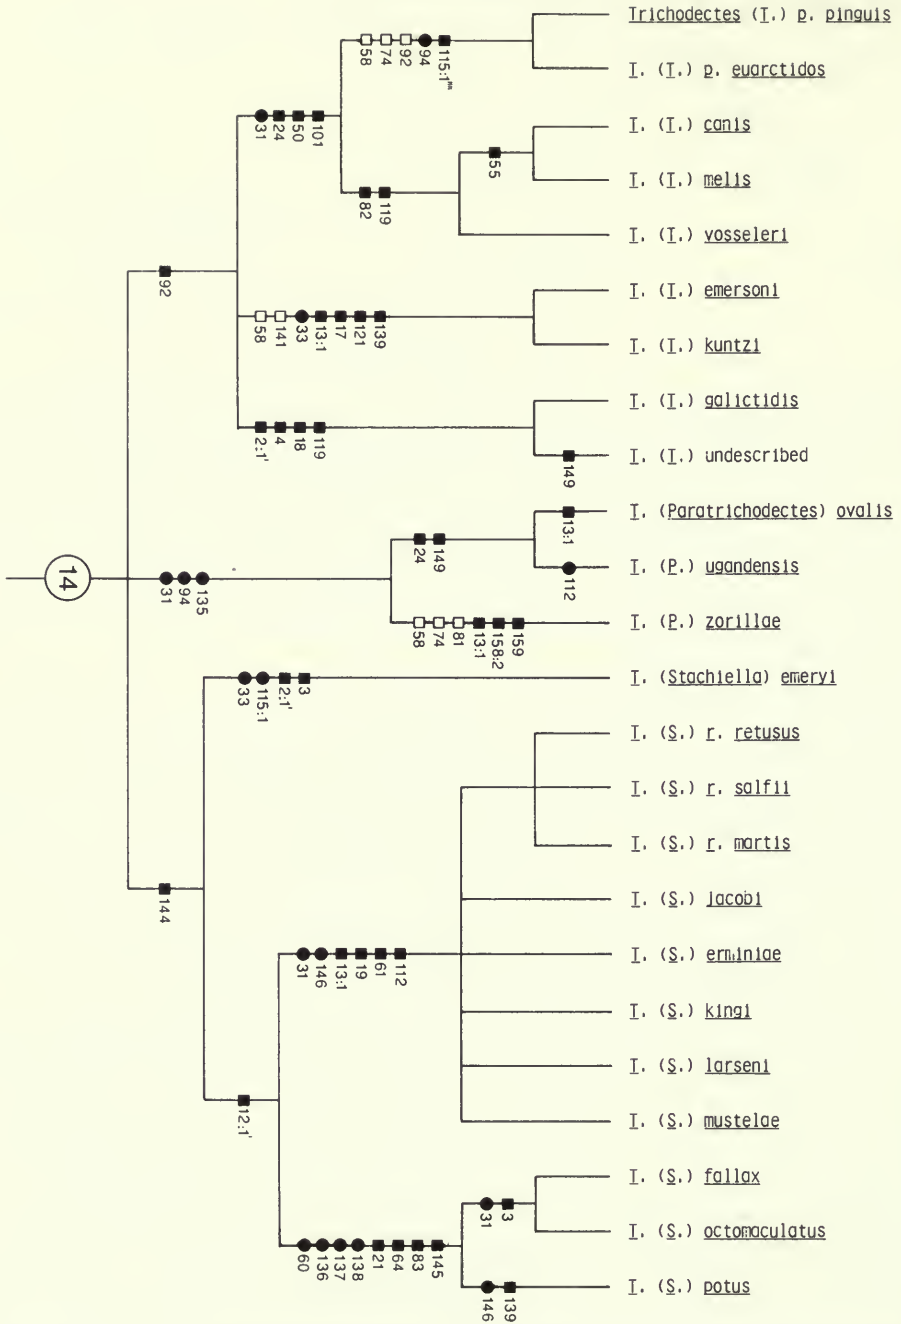 Trichodectes (T.) p. pinguis
58 74 92 94 115:1ᴺᴿ
T. (T.) p. euarctidos
31 24 50 101
T. (T.) canis
55
T. (T.) melis
82 119
T. (T.) vosseleri
92
T. (T.) emersoni
58 141 33 13:1 17 121 139
T. (T.) kuntzi
T. (T.) galictidis
2:1' 4 18 119
T. (T.) undescribed
149
T. (Paratrichodectes) ovalis
13:1
24 149
T. (P.) ugandensis
112
14
31 94 135
T. (P.) zorillae
58 74 81 13:1 158:2 159
T. (Stachiella) emeryi
33 115:1 2:1' 3
T. (S.) r. retusus
T. (S.) r. salfii
T. (S.) r. martis
144
T. (S.) jacobi
T. (S.) erminiae
31 146 13:1 19 61 112
T. (S.) kingi
T. (S.) larseni
12:1'
T. (S.) mustelae
T. (S.) fallax
31 3
T. (S.) octomaculatus
60 136 137 138 21 64 83 145
T. (S.) potus
146 139